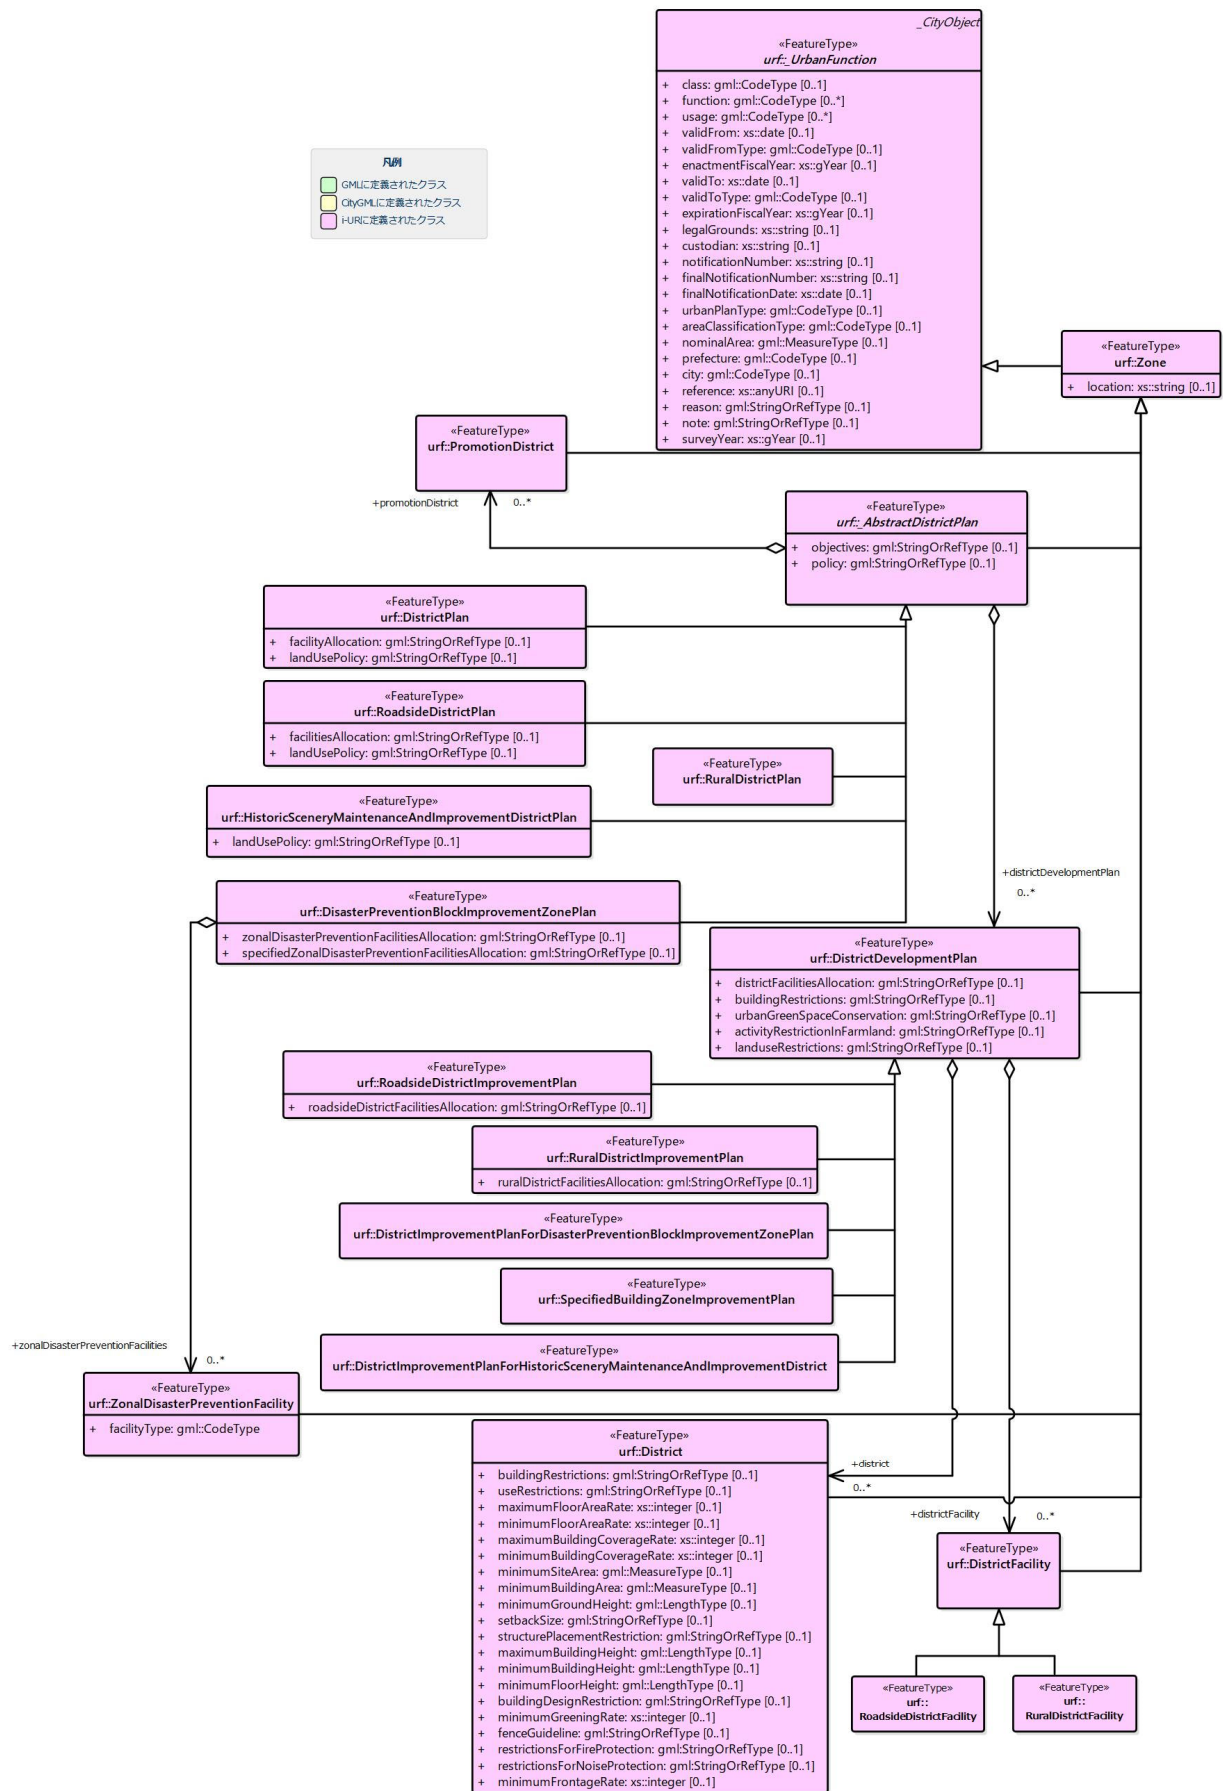 _CityObject
«FeatureType»
urf::_UrbanFunction
+ class: gml::CodeType [0..1]
+ function: gml::CodeType [0..*]
+ usage: gml::CodeType [0..*]
+ validFrom: xs::date [0..1]
+ validFromType: gml::CodeType [0..1]
+ enactmentFiscalYear: xs::gYear [0..1]
+ validTo: xs::date [0..1]
+ validToType: gml::CodeType [0..1]
+ expirationFiscalYear: xs::gYear [0..1]
+ legalGrounds: xs::string [0..1]
+ custodian: xs::string [0..1]
+ notificationNumber: xs::string [0..1]
+ finalNotificationNumber: xs::string [0..1]
+ finalNotificationDate: xs::date [0..1]
+ urbanPlanType: gml::CodeType [0..1]
+ areaClassificationType: gml::CodeType [0..1]
+ nominalArea: gml::MeasureType [0..1]
+ prefecture: gml::CodeType [0..1]
+ city: gml::CodeType [0..1]
+ reference: xs::anyURI [0..1]
+ reason: gml:StringOrRefType [0..1]
+ note: gml:StringOrRefType [0..1]
+ surveyYear: xs::gYear [0..1]
凡例
GMLに定義されたクラス
CityGMLに定義されたクラス
i-URに定義されたクラス
«FeatureType»
urf::Zone
+ location: xs::string [0..1]
«FeatureType»
urf::PromotionDistrict
+promotionDistrict
0..*
«FeatureType»
urf::_AbstractDistrictPlan
+ objectives: gml:StringOrRefType [0..1]
+ policy: gml:StringOrRefType [0..1]
«FeatureType»
urf::DistrictPlan
+ facilityAllocation: gml:StringOrRefType [0..1]
+ landUsePolicy: gml:StringOrRefType [0..1]
«FeatureType»
urf::RoadsideDistrictPlan
+ facilitiesAllocation: gml:StringOrRefType [0..1]
+ landUsePolicy: gml:StringOrRefType [0..1]
«FeatureType»
urf::RuralDistrictPlan
«FeatureType»
urf::HistoricSceneryMaintenanceAndImprovementDistrictPlan
+ landUsePolicy: gml:StringOrRefType [0..1]
+districtDevelopmentPlan
0..*
«FeatureType»
urf::DisasterPreventionBlockImprovementZonePlan
+ zonalDisasterPreventionFacilitiesAllocation: gml:StringOrRefType [0..1]
+ specifiedZonalDisasterPreventionFacilitiesAllocation: gml:StringOrRefType [0..1]
«FeatureType»
urf::DistrictDevelopmentPlan
+ districtFacilitiesAllocation: gml:StringOrRefType [0..1]
+ buildingRestrictions: gml:StringOrRefType [0..1]
+ urbanGreenSpaceConservation: gml:StringOrRefType [0..1]
+ activityRestrictionInFarmland: gml:StringOrRefType [0..1]
+ landuseRestrictions: gml:StringOrRefType [0..1]
«FeatureType»
urf::RoadsideDistrictImprovementPlan
+ roadsideDistrictFacilitiesAllocation: gml:StringOrRefType [0..1]
«FeatureType»
urf::RuralDistrictImprovementPlan
+ ruralDistrictFacilitiesAllocation: gml:StringOrRefType [0..1]
«FeatureType»
urf::DistrictImprovementPlanForDisasterPreventionBlockImprovementZonePlan
«FeatureType»
urf::SpecifiedBuildingZoneImprovementPlan
«FeatureType»
urf::DistrictImprovementPlanForHistoricSceneryMaintenanceAndImprovementDistrict
+zonalDisasterPreventionFacilities
0..*
«FeatureType»
urf::ZonalDisasterPreventionFacility
+ facilityType: gml::CodeType
«FeatureType»
urf::District
+ buildingRestrictions: gml:StringOrRefType [0..1]
+ useRestrictions: gml:StringOrRefType [0..1]
+ maximumFloorAreaRate: xs::integer [0..1]
+ minimumFloorAreaRate: xs::integer [0..1]
+ maximumBuildingCoverageRate: xs::integer [0..1]
+ minimumBuildingCoverageRate: xs::integer [0..1]
+ minimumSiteArea: gml::MeasureType [0..1]
+ minimumBuildingArea: gml::MeasureType [0..1]
+ minimumGroundHeight: gml::LengthType [0..1]
+ setbackSize: gml:StringOrRefType [0..1]
+ structurePlacementRestriction: gml:StringOrRefType [0..1]
+ maximumBuildingHeight: gml::LengthType [0..1]
+ minimumBuildingHeight: gml::LengthType [0..1]
+ minimumFloorHeight: gml::LengthType [0..1]
+ buildingDesignRestriction: gml:StringOrRefType [0..1]
+ minimumGreeningRate: xs::integer [0..1]
+ fenceGuideline: gml:StringOrRefType [0..1]
+ restrictionsForFireProtection: gml:StringOrRefType [0..1]
+ restrictionsForNoiseProtection: gml:StringOrRefType [0..1]
+ minimumFrontageRate: xs::integer [0..1]
+district
0..*
+districtFacility
0..*
«FeatureType»
urf::DistrictFacility
«FeatureType»
urf::
RoadsideDistrictFacility
«FeatureType»
urf::
RuralDistrictFacility